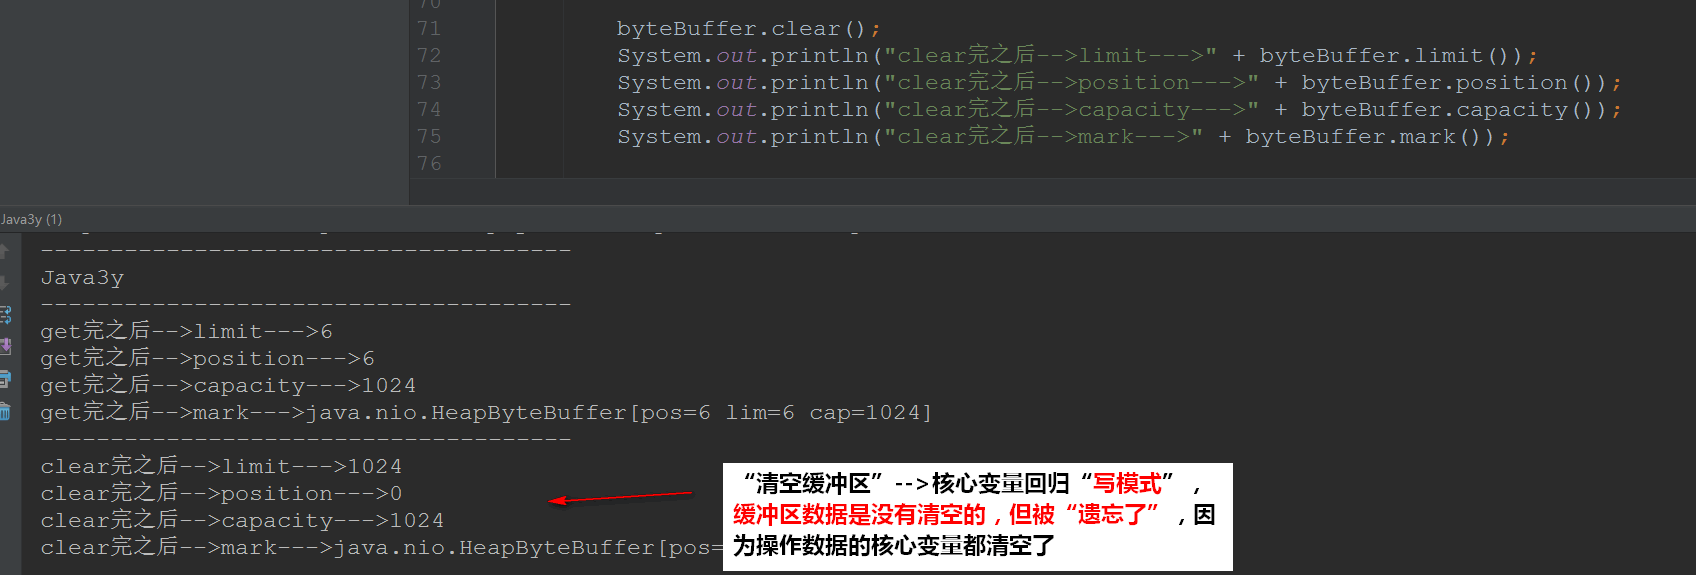 70
71 byteBuffer.clear();
72 System.out.println("clear完之后-->limit--->" + byteBuffer.limit());
73 System.out.println("clear完之后-->position--->" + byteBuffer.position());
74 System.out.println("clear完之后-->capacity--->" + byteBuffer.capacity());
75 System.out.println("clear完之后-->mark--->" + byteBuffer.mark());
76
Java3y (1)
--------------------------------------
Java3y
--------------------------------------
get完之后-->limit--->6
get完之后-->position--->6
get完之后-->capacity--->1024
get完之后-->mark--->java.nio.HeapByteBuffer[pos=6 lim=6 cap=1024]
--------------------------------------
clear完之后-->limit--->1024
clear完之后-->position--->0
clear完之后-->capacity--->1024
clear完之后-->mark--->java.nio.HeapByteBuffer[pos=
“清空缓冲区”-->核心变量回归“写模式”，
缓冲区数据是没有清空的，但被“遗忘了”，因
为操作数据的核心变量都清空了